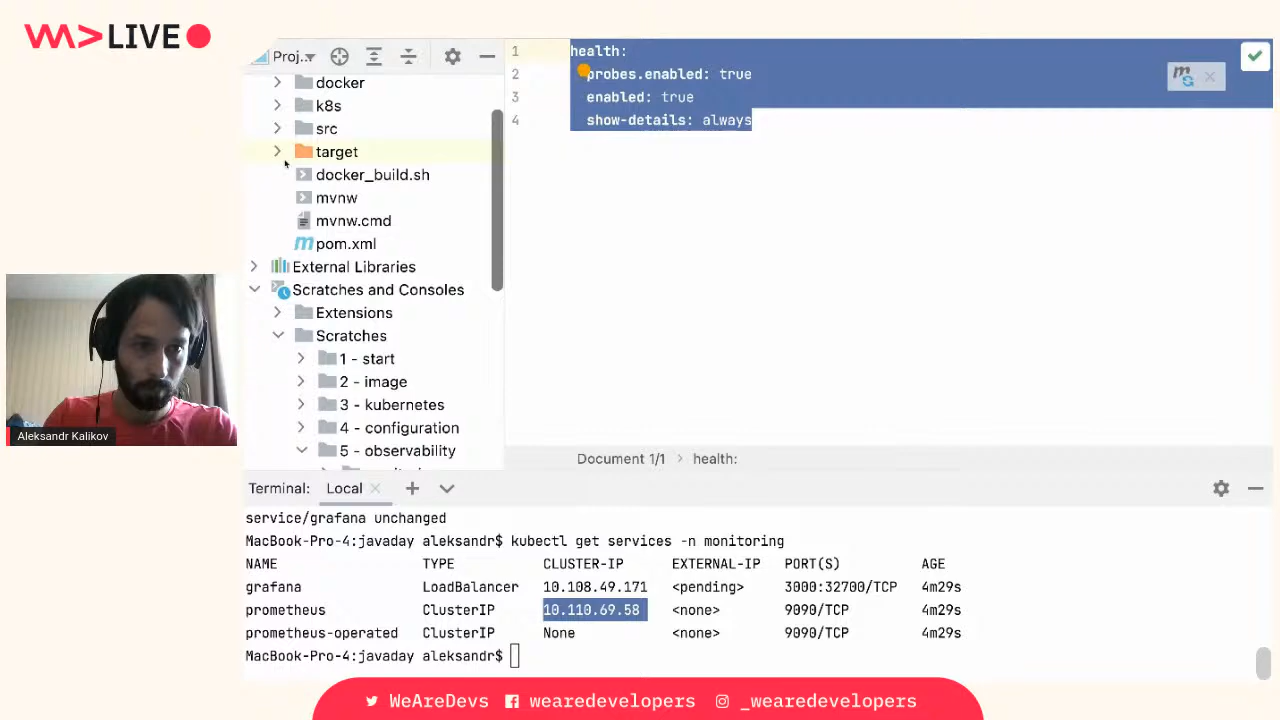 LIVE
Proj...
docker
k8s
src
target
docker_build.sh
mvnw
mvnw.cmd
pom.xml
External Libraries
Scratches and Consoles
Extensions
Scratches
1 - start
2 - image
3 - kubernetes
4 - configuration
5 - observability
1 health:
2 probes.enabled: true
3 enabled: true
4 show-details: always
Document 1/1 > health:
Aleksandr Kalikov
Terminal: Local
service/grafana unchanged
MacBook-Pro-4:javaday aleksandr$ kubectl get services -n monitoring
NAME TYPE CLUSTER-IP EXTERNAL-IP PORT(S) AGE
grafana LoadBalancer 10.108.49.171 <pending> 3000:32700/TCP 4m29s
prometheus ClusterIP 10.110.69.58 <none> 9090/TCP 4m29s
prometheus-operated ClusterIP None <none> 9090/TCP 4m29s
MacBook-Pro-4:javaday aleksandr$
WeAreDevs wearedevelopers _wearedevelopers